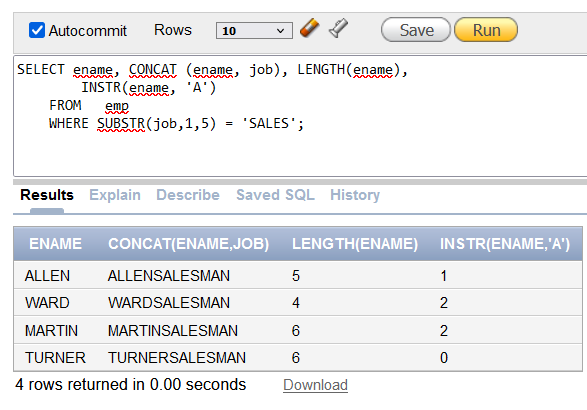 Autocommit Rows 10 Save Run
SELECT ename, CONCAT (ename, job), LENGTH(ename),
INSTR(ename, 'A')
FROM emp
WHERE SUBSTR(job,1,5) = 'SALES';
Results Explain Describe Saved SQL History
ENAME CONCAT(ENAME,JOB) LENGTH(ENAME) INSTR(ENAME,'A')
ALLEN ALLENSALESMAN 5 1
WARD WARDSALESMAN 4 2
MARTIN MARTINSALESMAN 6 2
TURNER TURNERSALESMAN 6 0
4 rows returned in 0.00 seconds Download